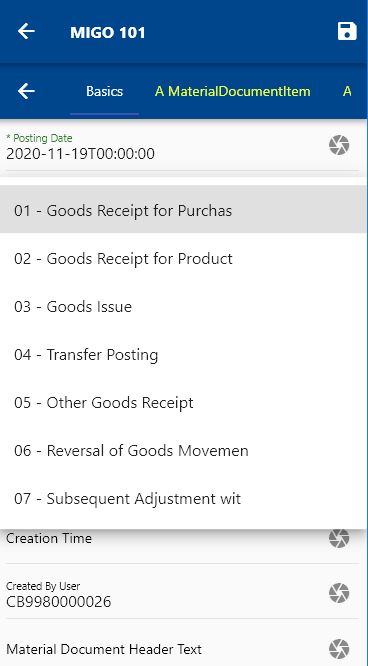 MIGO 101
Basics A MaterialDocumentItem A
* Posting Date
2020-11-19T00:00:00
01 - Goods Receipt for Purchas
02 - Goods Receipt for Product
03 - Goods Issue
04 - Transfer Posting
05 - Other Goods Receipt
06 - Reversal of Goods Movemen
07 - Subsequent Adjustment wit
Creation Time
Created By User
CB9980000026
Material Document Header Text